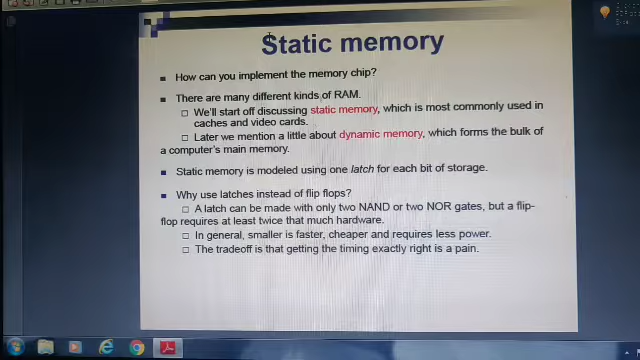 Static memory
How can you implement the memory chip?
There are many different kinds of RAM.
We'll start off discussing static memory, which is most commonly used in
caches and video cards.
Later we mention a little about dynamic memory, which forms the bulk of
a computer's main memory.
Static memory is modeled using one latch for each bit of storage.
Why use latches instead of flip flops?
A latch can be made with only two NAND or two NOR gates, but a flip-
flop requires at least twice that much hardware.
In general, smaller is faster, cheaper and requires less power.
The tradeoff is that getting the timing exactly right is a pain.